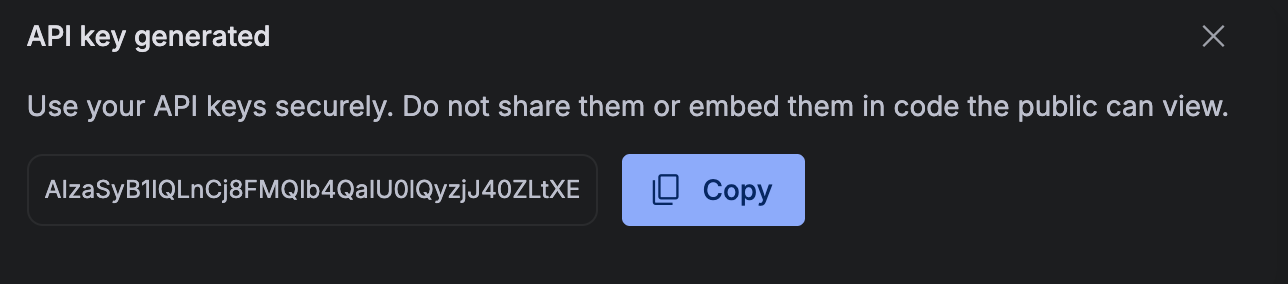 API key generated
Use your API keys securely. Do not share them or embed them in code the public can view.
Copy